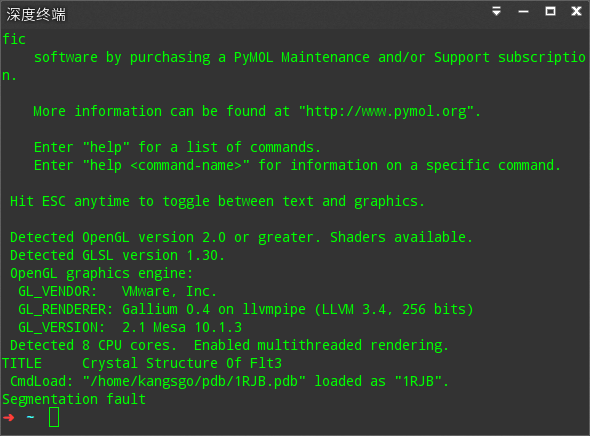 深度终端
fic
    software by purchasing a PyMOL Maintenance and/or Support subscriptio
n.
    More information can be found at "http://www.pymol.org".
    Enter "help" for a list of commands.
    Enter "help <command-name>" for information on a specific command.
 Hit ESC anytime to toggle between text and graphics.
 Detected OpenGL version 2.0 or greater. Shaders available.
 Detected GLSL version 1.30.
 OpenGL graphics engine:
  GL_VENDOR:   VMware, Inc.
  GL_RENDERER: Gallium 0.4 on llvmpipe (LLVM 3.4, 256 bits)
  GL_VERSION:  2.1 Mesa 10.1.3
 Detected 8 CPU cores.  Enabled multithreaded rendering.
TITLE     Crystal Structure Of Flt3
 CmdLoad: "/home/kangsgo/pdb/1RJB.pdb" loaded as "1RJB".
Segmentation fault
➜  ~